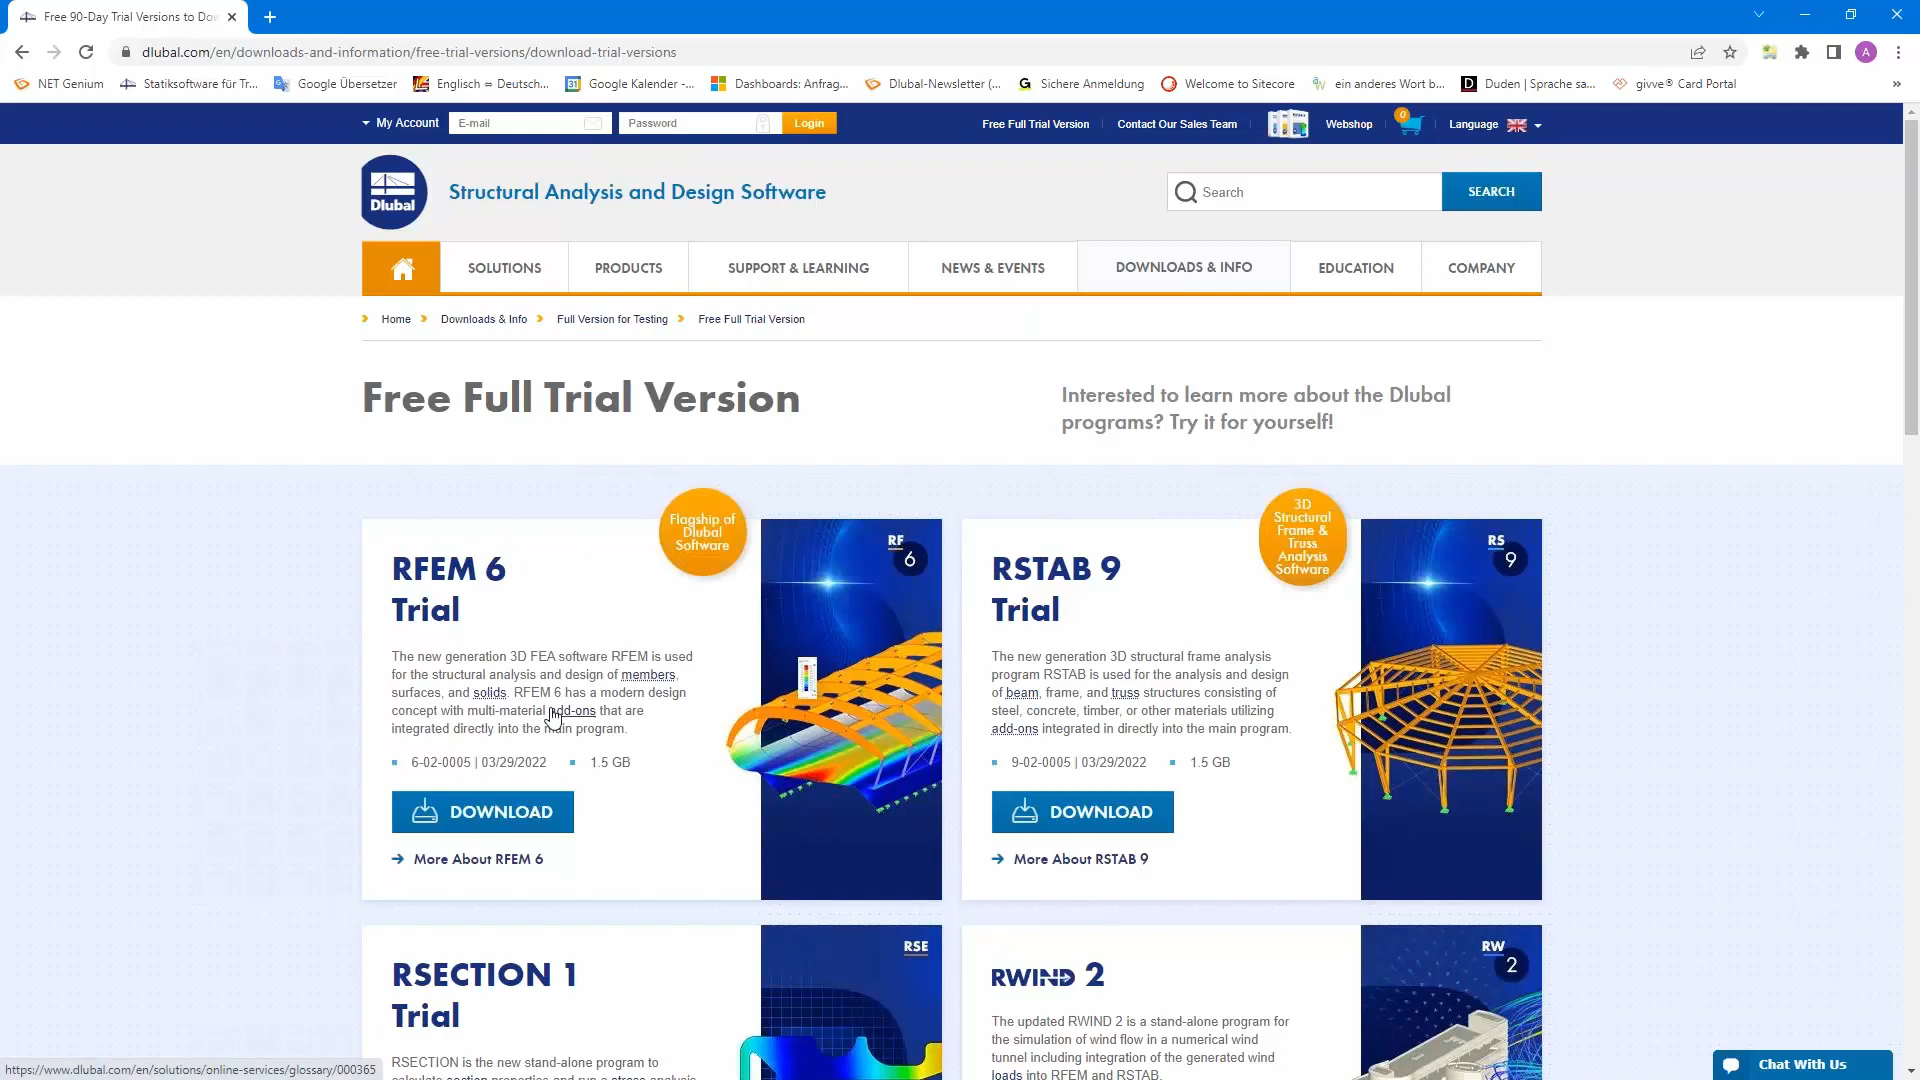 Free 90-Day Trial Versions to Dov
dlubal.com/en/downloads-and-information/free-trial-versions/download-trial-versions
A
NET Genium
Statiksoftware für Tr...
Google Übersetzer
Englisch ⇔ Deutsch...
31
Google Kalender -...
Dashboards: Anfrag...
Dlubal-Newsletter (...
G
Sichere Anmeldung
Welcome to Sitecore
ein anderes Wort b...
D
Duden | Sprache sa...
givve® Card Portal
»
My Account
E-mail
Password
Login
Free Full Trial Version
Contact Our Sales Team
Webshop
0
Language
Dlubal
Structural Analysis and Design Software
Search
SEARCH
SOLUTIONS
PRODUCTS
SUPPORT & LEARNING
NEWS & EVENTS
DOWNLOADS & INFO
EDUCATION
COMPANY
Home
Downloads & Info
Full Version for Testing
Free Full Trial Version
Free Full Trial Version
Interested to learn more about the Dlubal
programs? Try it for yourself!
Flagship of
Dlubal
Software
RF
6
RFEM 6
Trial
The new generation 3D FEA software RFEM is used
for the structural analysis and design of members,
surfaces, and solids. RFEM 6 has a modern design
concept with multi-material add-ons that are
integrated directly into the main program.
6-02-0005 | 03/29/2022
1.5 GB
DOWNLOAD
More About RFEM 6
3D
Structural
Frame &
Truss
Analysis
Software
RS
9
RSTAB 9
Trial
The new generation 3D structural frame analysis
program RSTAB is used for the analysis and design
of beam, frame, and truss structures consisting of
steel, concrete, timber, or other materials utilizing
add-ons integrated in directly into the main program.
9-02-0005 | 03/29/2022
1.5 GB
DOWNLOAD
More About RSTAB 9
RSE
RSECTION 1
Trial
RSECTION is the new stand-alone program to
calculate section properties and run a stress analysis
RW
2
RWIND 2
The updated RWIND 2 is a stand-alone program for
the simulation of wind flow in a numerical wind
tunnel including integration of the generated wind
loads into RFEM and RSTAB.
https://www.dlubal.com/en/solutions/online-services/glossary/000365
Chat With Us